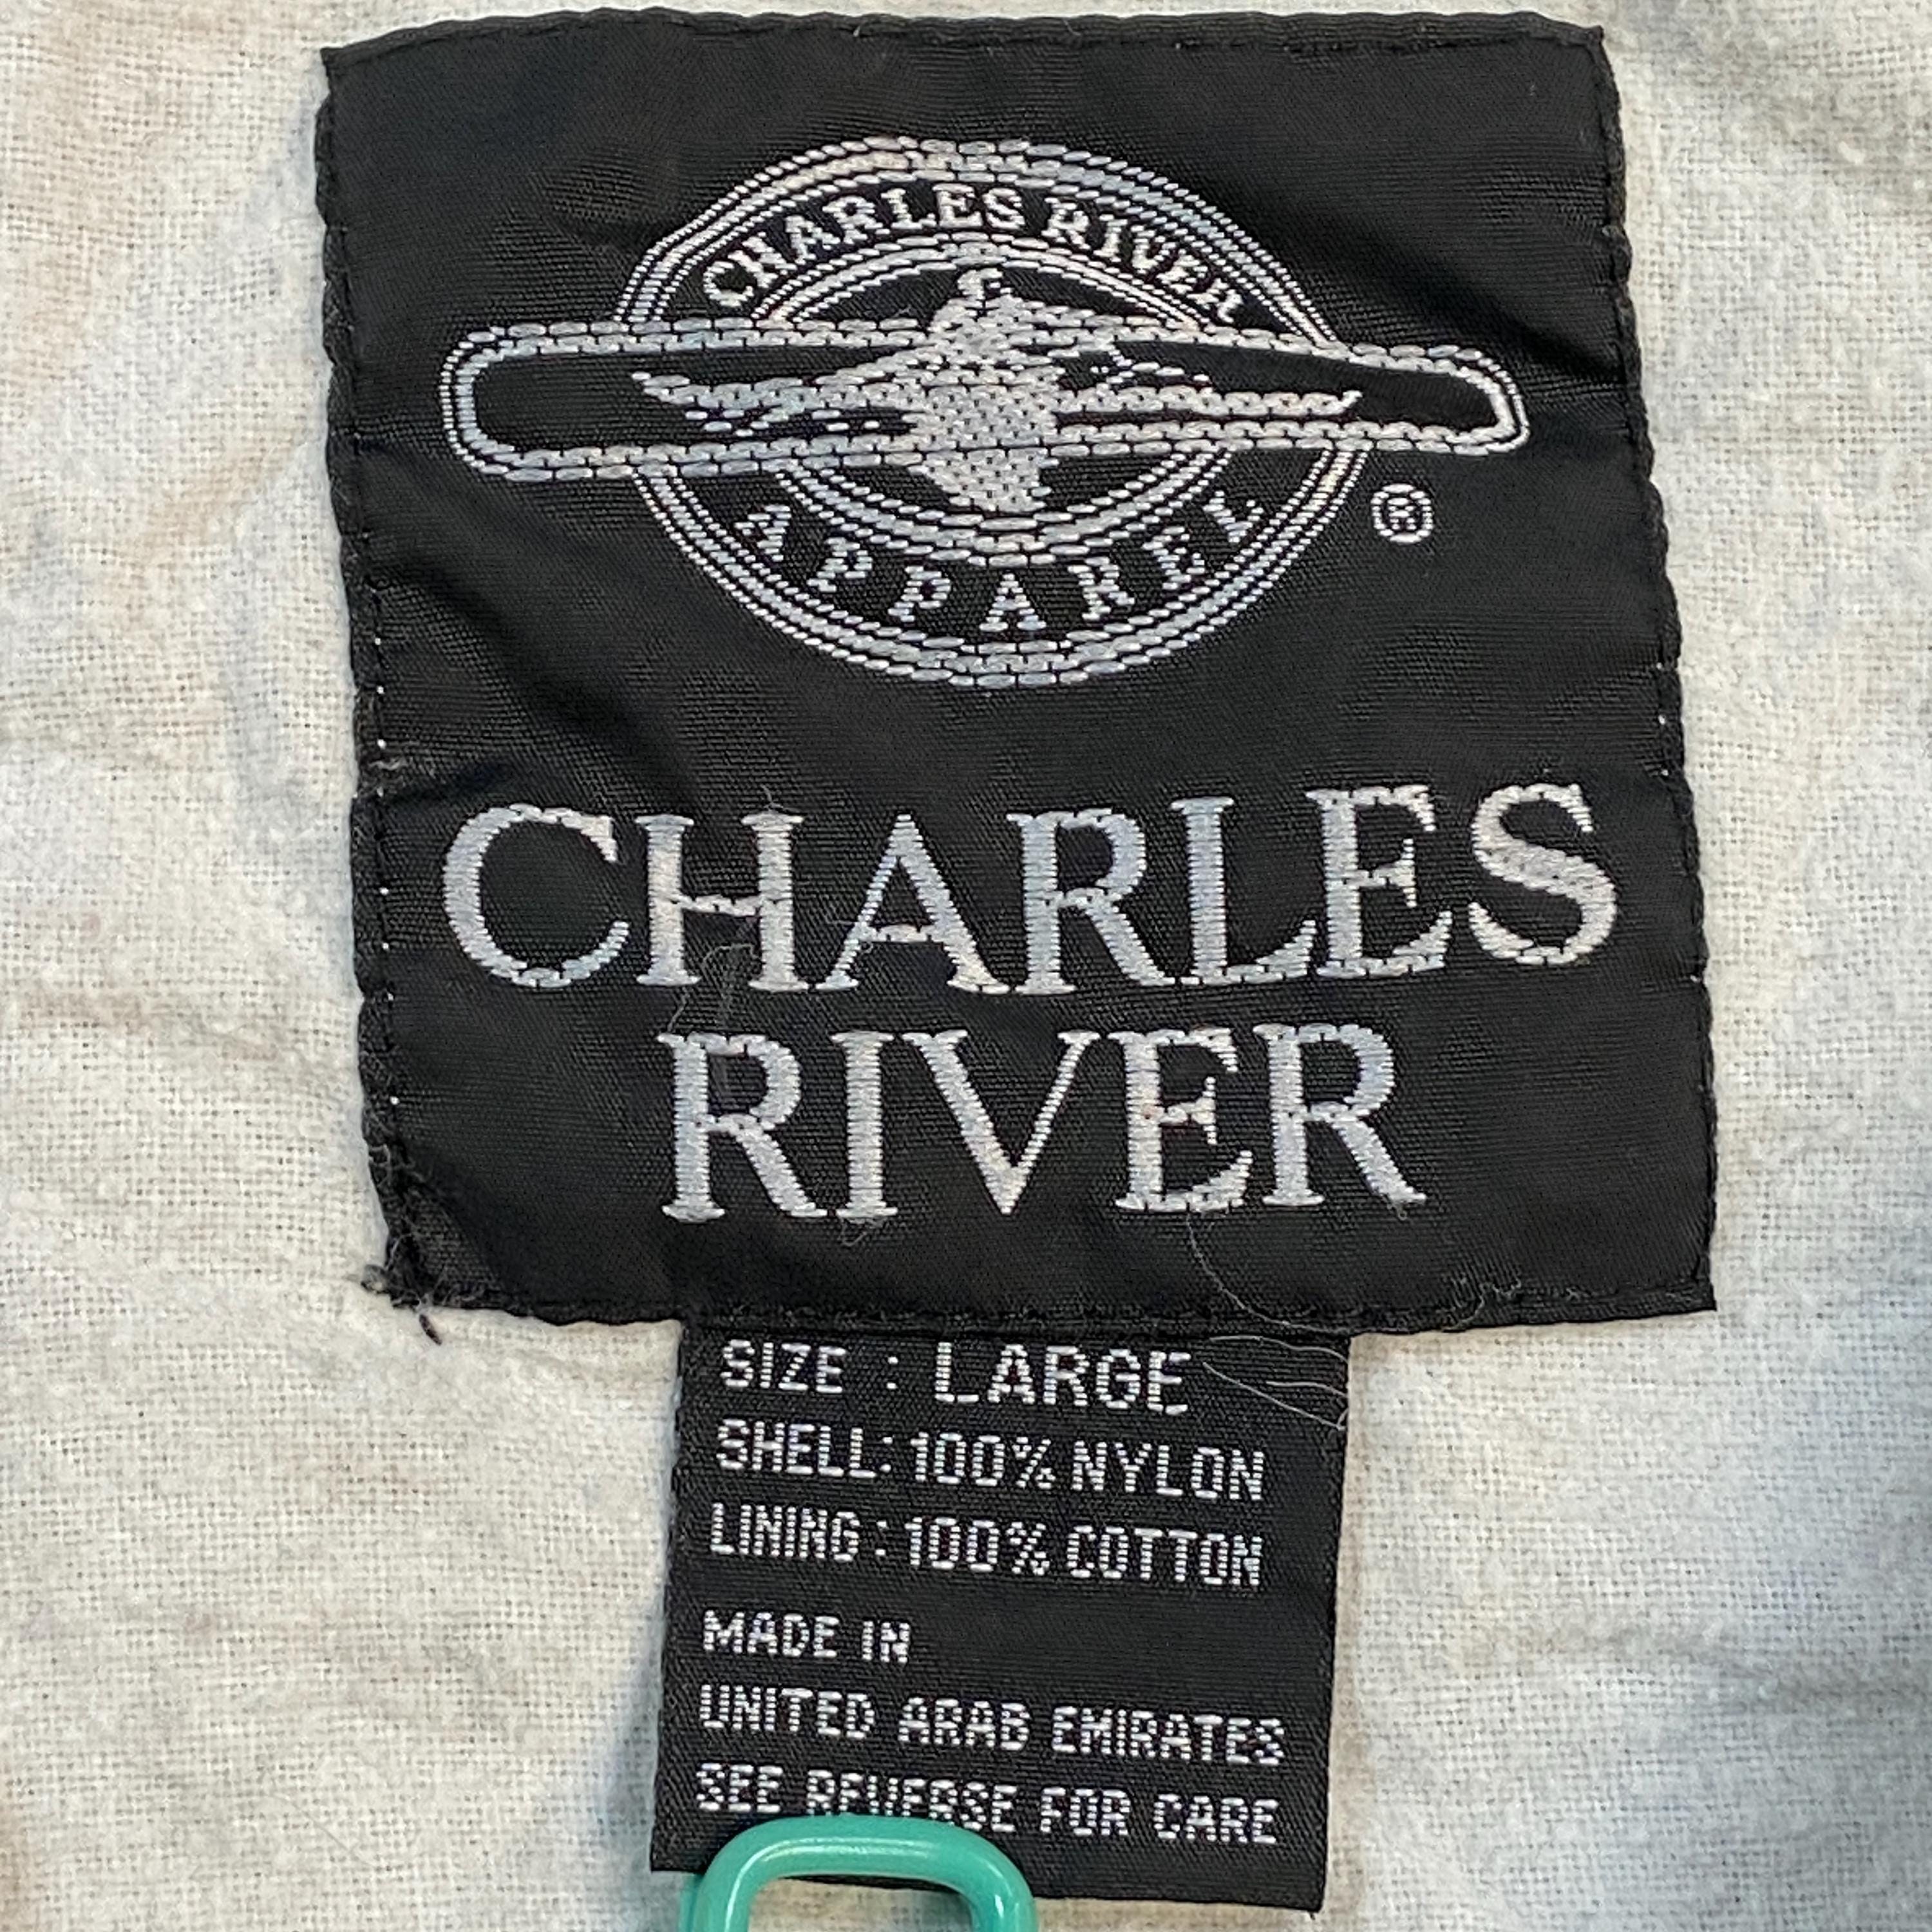 CHARLES RIVER
APPAREL
®
CHARLES
RIVER
SIZE : LARGE
SHELL: 100% NYLON
LINING : 100% COTTON
MADE IN
UNITED ARAB EMIRATES
SEE REVERSE FOR CARE